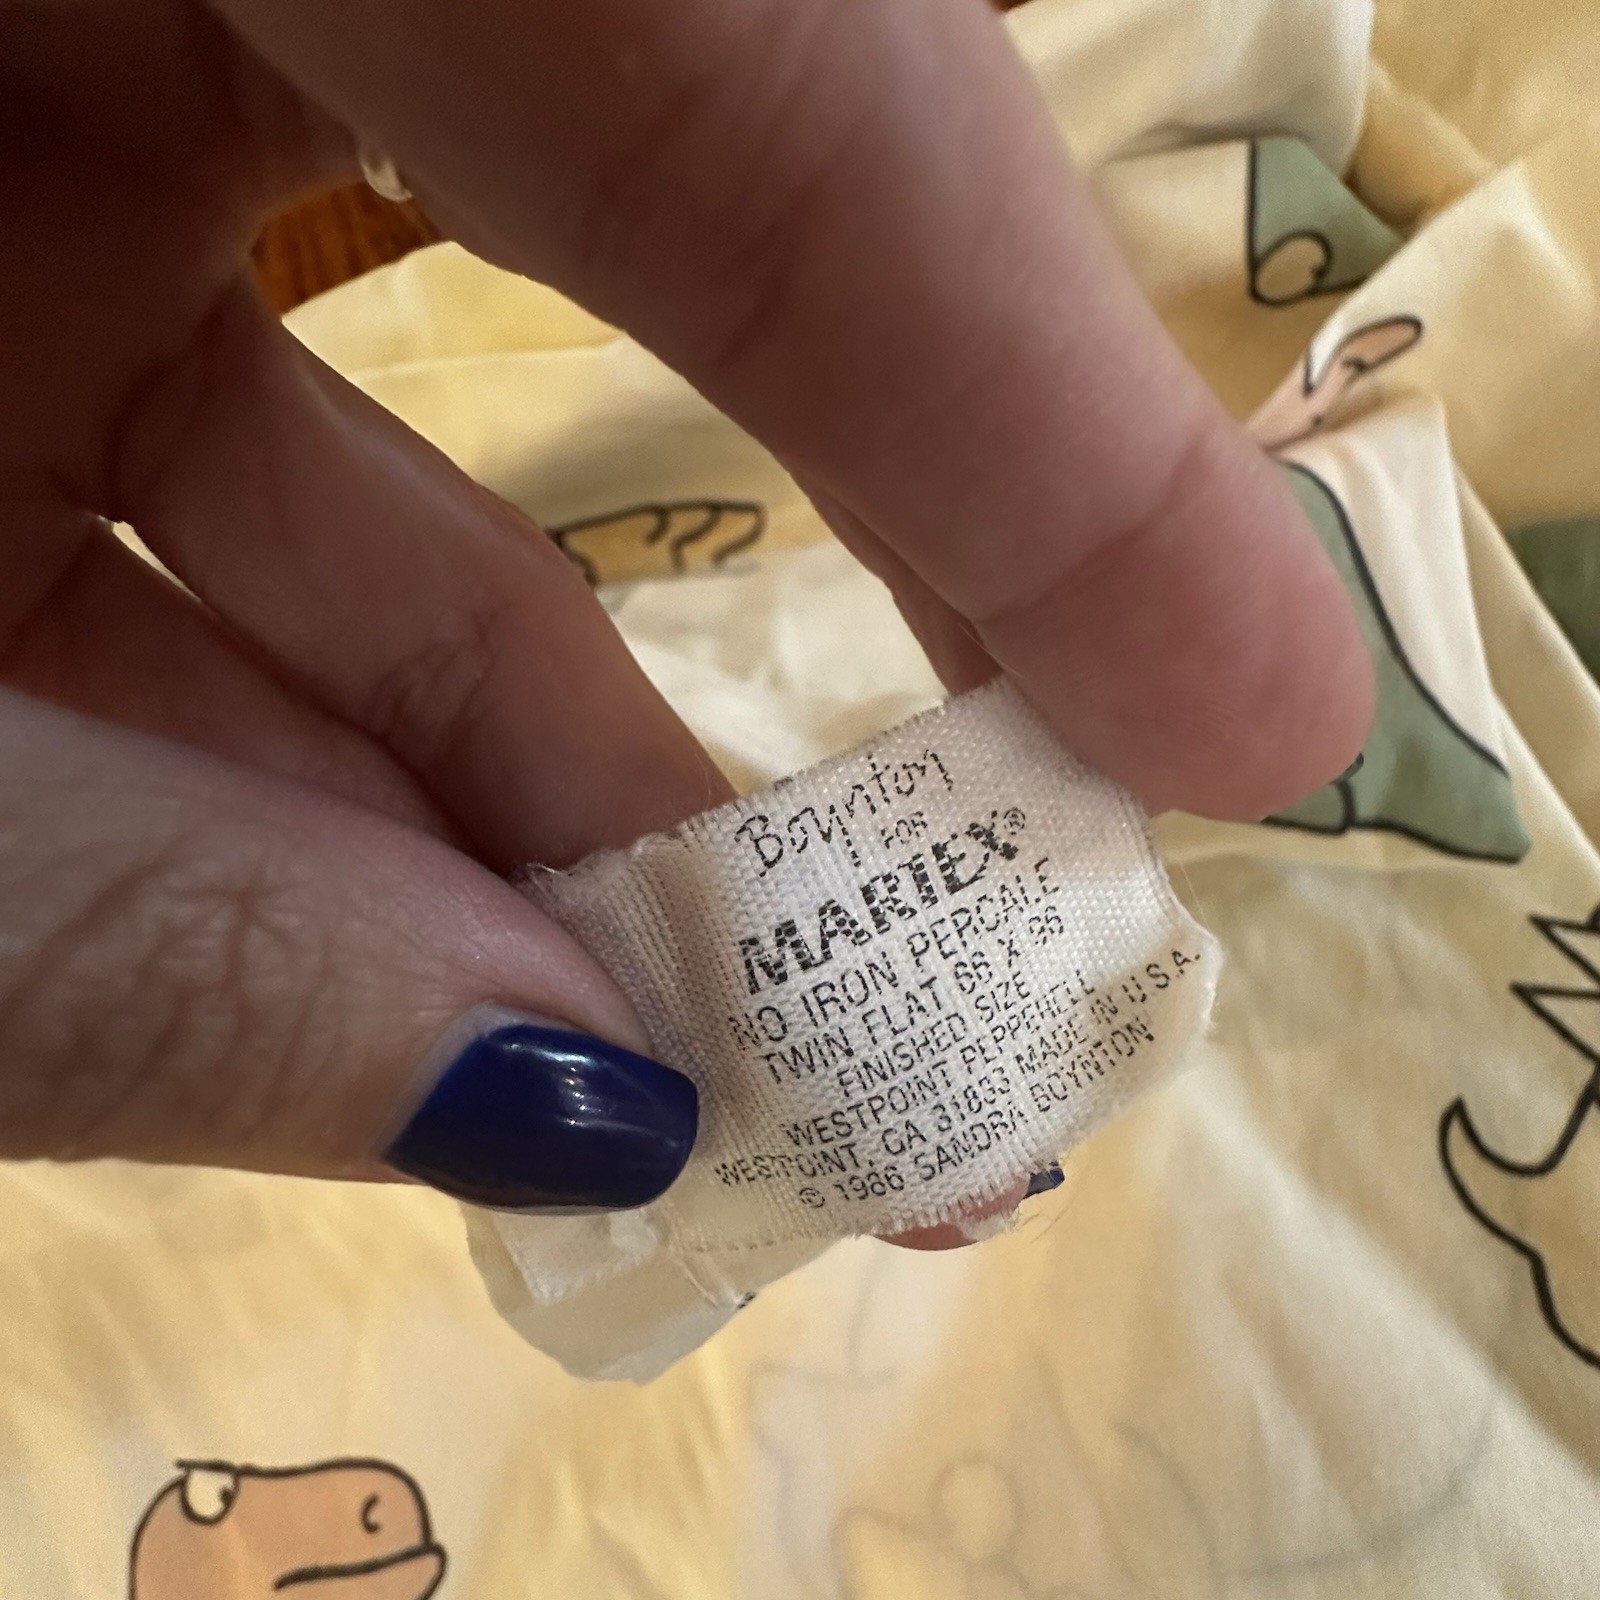 Boynton
FOR
MARTEX®
NO IRON PERCALE
TWIN FLAT 66 X 96
FINISHED SIZE
WESTPOINT PEPPERELL
WESTPOINT, GA 31833 MADE IN U.S.A.
© 1986 SANDRA BOYNTON